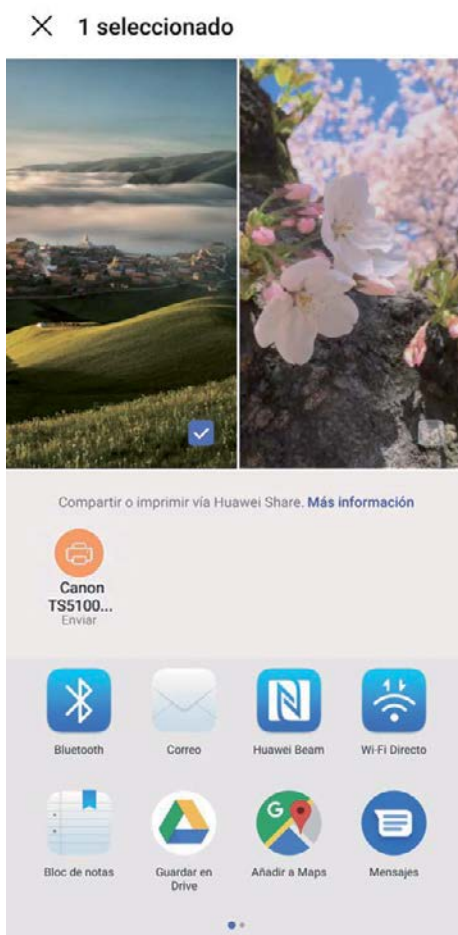 1 seleccionado
Compartir o imprimir vía Huawei Share. Más información
Canon
TS5100...
Enviar
Bluetooth
Correo
Huawei Beam
Wi-Fi Directo
Bloc de notas
Guardar en
Drive
Añadir a Maps
Mensajes